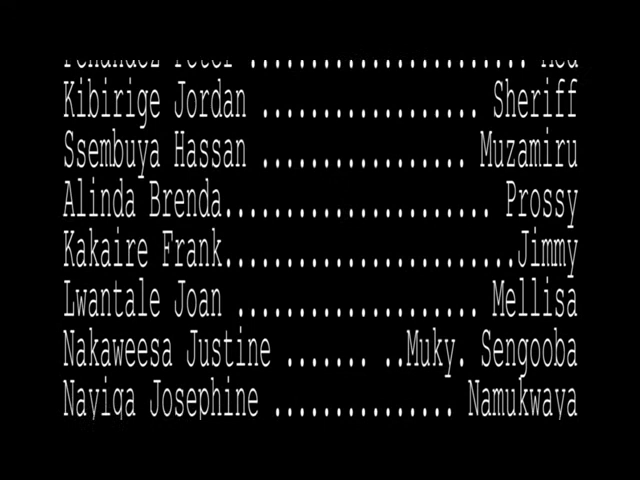 Kibirige Jordan .................. Sheriff
Ssembuya Hassan ................. Muzamiru
Alinda Brenda...................... Prossy
Kakaire Frank........................Jimmy
Lwantale Joan .................... Mellisa
Nakaweesa Justine ....... ..Muky. Sengooba
Nayiga Josephine ............... Namukwaya